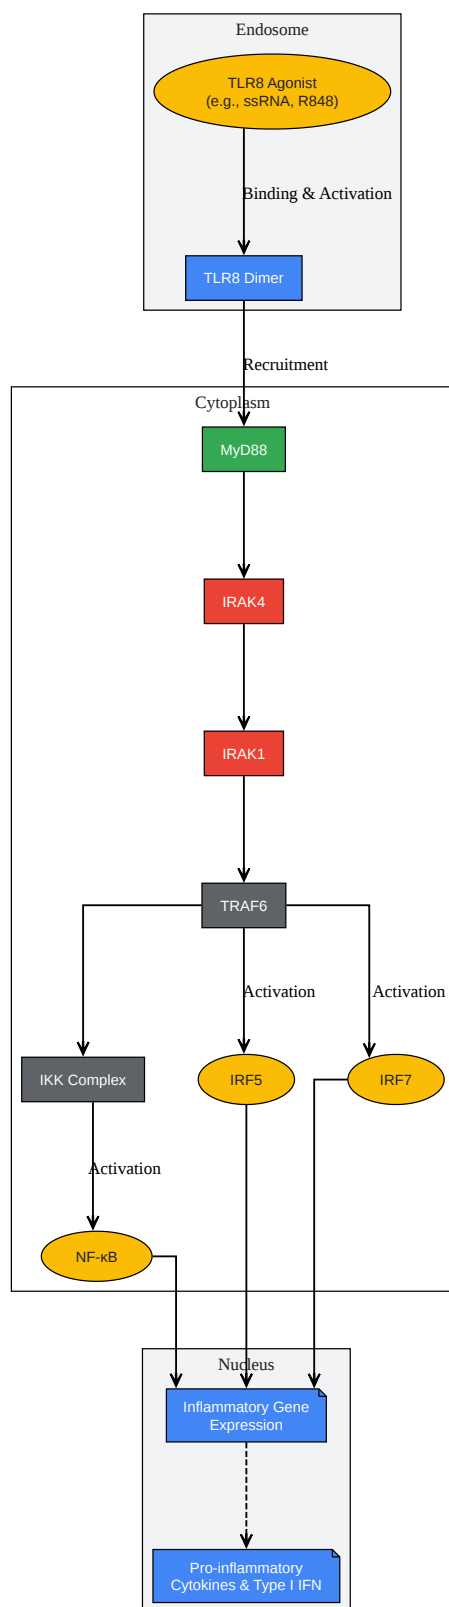 Endosome
TLR8 Agonist
(e.g., ssRNA, R848)
Binding & Activation
TLR8 Dimer
Recruitment
Cytoplasm
MyD88
IRAK4
IRAK1
TRAF6
Activation
Activation
IKK Complex
IRF5
IRF7
Activation
NF-κB
Nucleus
Inflammatory Gene
Expression
Pro-inflammatory
Cytokines & Type I IFN